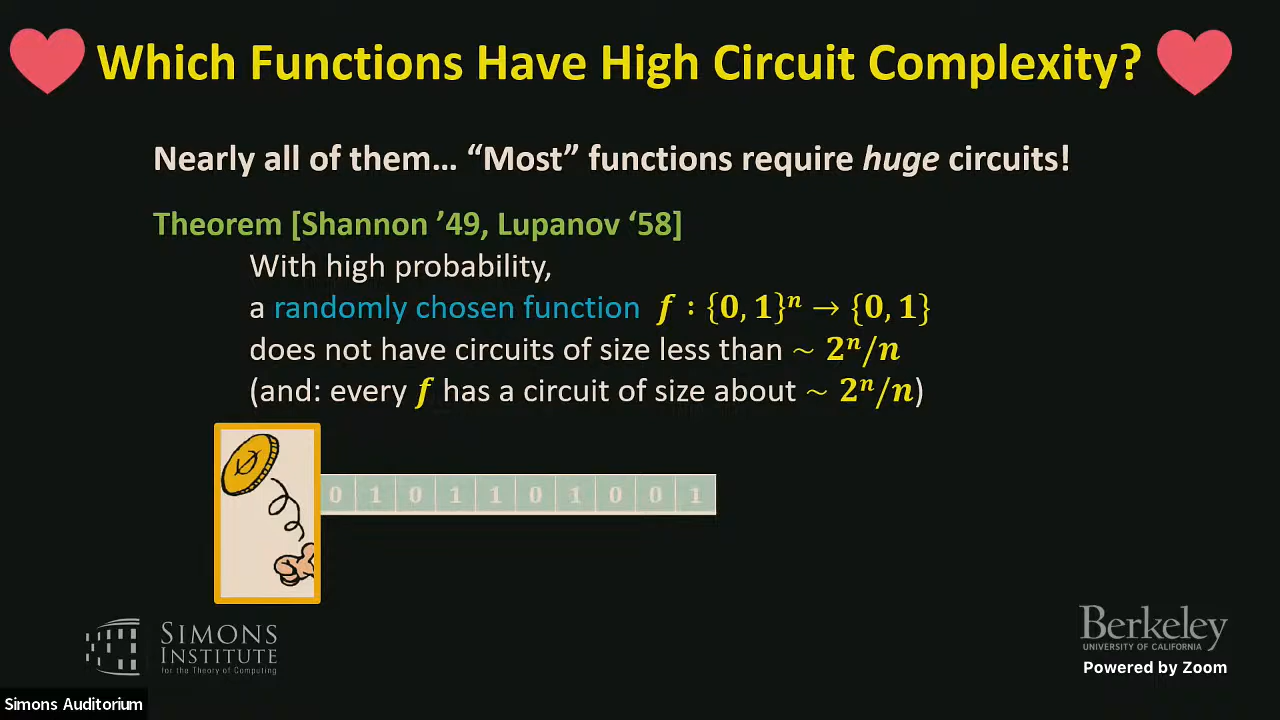 Which Functions Have High Circuit Complexity?
Nearly all of them… “Most” functions require huge circuits!
Theorem [Shannon ’49, Lupanov ‘58]
With high probability,
a randomly chosen function f : {0, 1}ⁿ → {0, 1}
does not have circuits of size less than ~ 2ⁿ/n
(and: every f has a circuit of size about ~ 2ⁿ/n)
0 1 0 1 1 0 1 0 0 1
SIMONS
INSTITUTE
for the Theory of Computing
Berkeley
UNIVERSITY OF CALIFORNIA
Powered by Zoom
Simons Auditorium